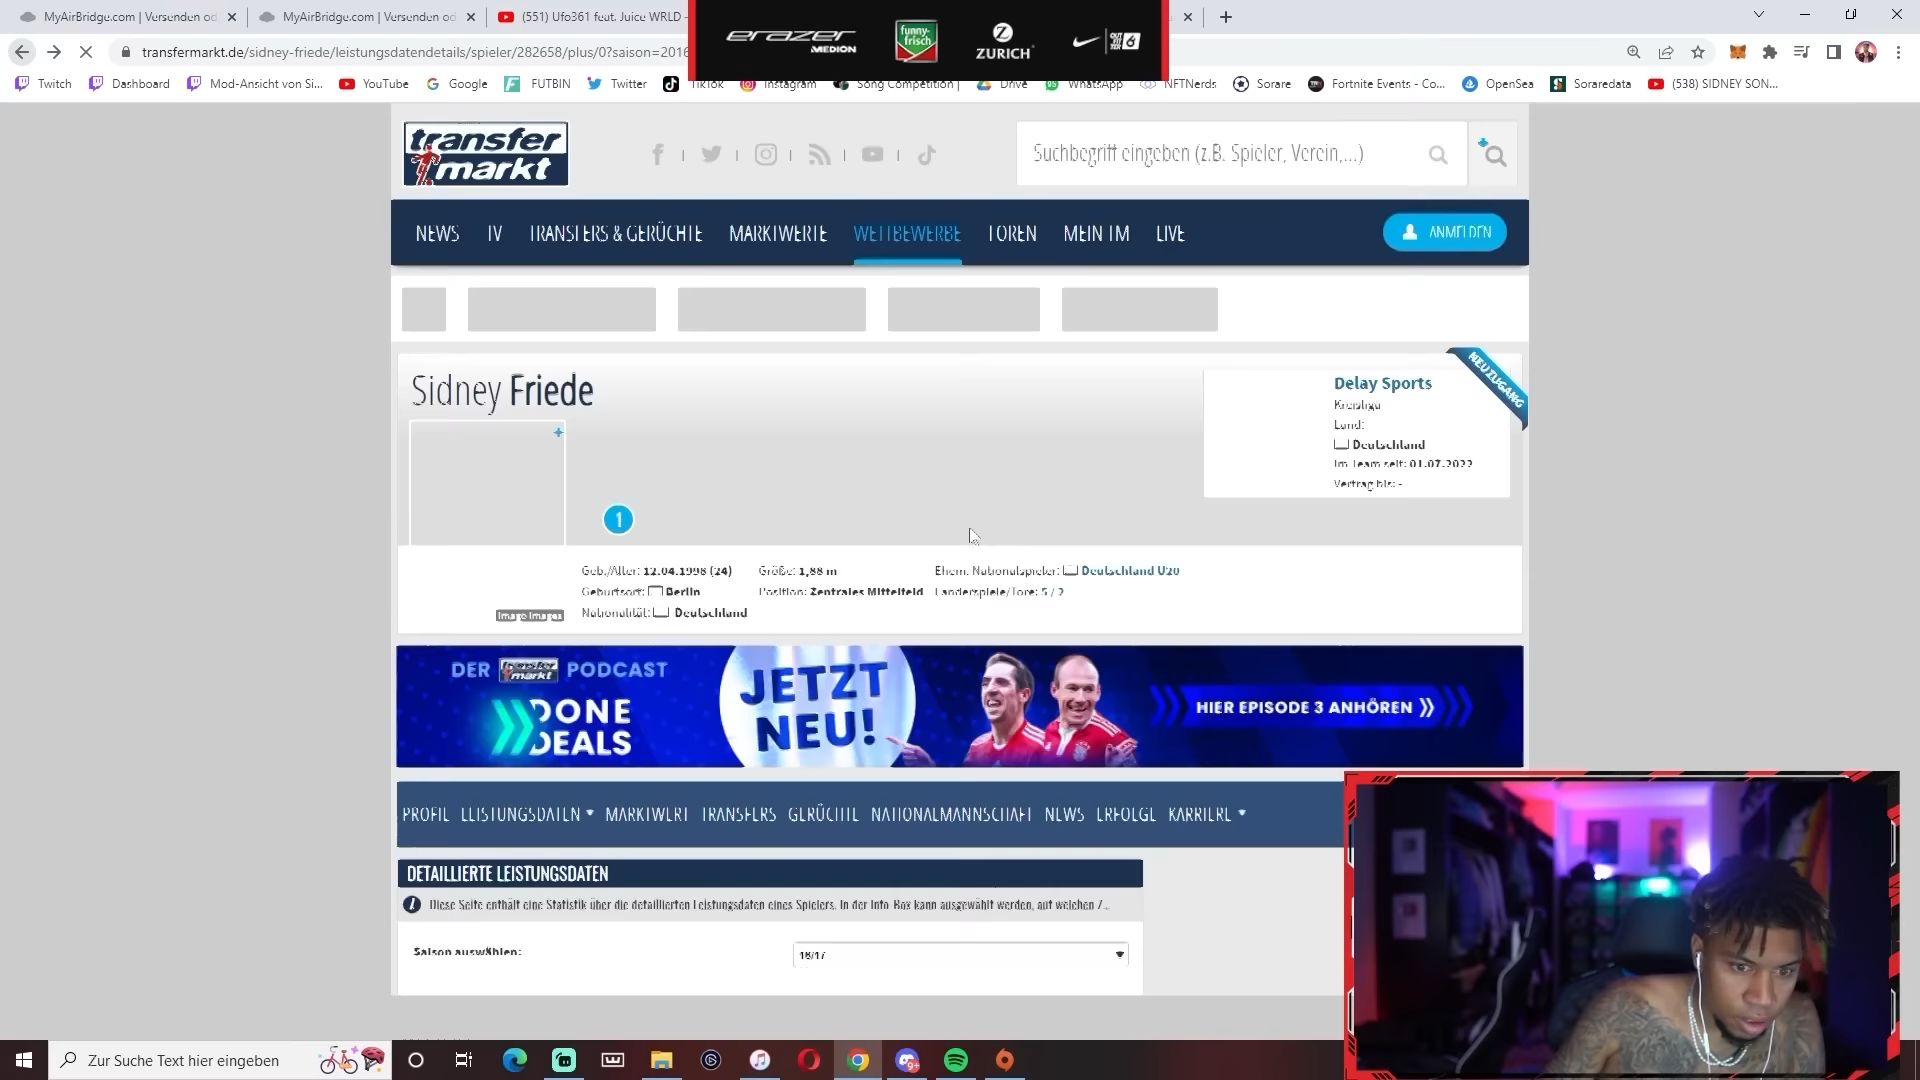 MyAirBridge.com | Versenden od
MyAirBridge.com | Versenden od
(551) Ufo361 feat. Juice WRLD -
transfermarkt.de/sidney-friede/leistungsdatendetails/spieler/282658/plus/0?saison=2016
erazer
MEDION
funny-frisch
ZURICH
Twitch
Dashboard
Mod-Ansicht von Si...
YouTube
Google
FUTBIN
Twitter
TikTok
Instagram
Song Competition |
Drive
WhatsApp
NFTNerds
Sorare
Fortnite Events - Co...
OpenSea
Soraredata
(538) SIDNEY SON...
transfer
markt
Suchbegriff eingeben (z.B. Spieler, Verein,...)
NEWS TV TRANSFERS & GERÜCHTE MARKTWERTE WETTBEWERBE FOREN MEIN TM LIVE
ANMELDEN
Sidney Friede
NEUZUGANG
Delay Sports
Kreisliga
Land:
Deutschland
Im Team seit: 01.07.2022
Vertrag bis: -
1
Geb./Alter: 12.04.1998 (24)
Geburtsort: Berlin
Nationalität: Deutschland
Größe: 1,88 m
Position: Zentrales Mittelfeld
Ehem. Nationalspieler: Deutschland U20
Länderspiele/Tore: 5 / 2
Imago Images
DER transfermarkt PODCAST
DONE
DEALS
JETZT
NEU!
HIER EPISODE 3 ANHÖREN
PROFIL LEISTUNGSDATEN MARKTWERT TRANSFERS GERÜCHTE NATIONALMANNSCHAFT NEWS ERFOLGE KARRIERE
DETAILLIERTE LEISTUNGSDATEN
Diese Seite enthält eine Statistik über die detaillierten Leistungsdaten eines Spielers. In der Info-Box kann ausgewählt werden, auf welchen /...
Saison auswählen:
16/17
Zur Suche Text hier eingeben
9+